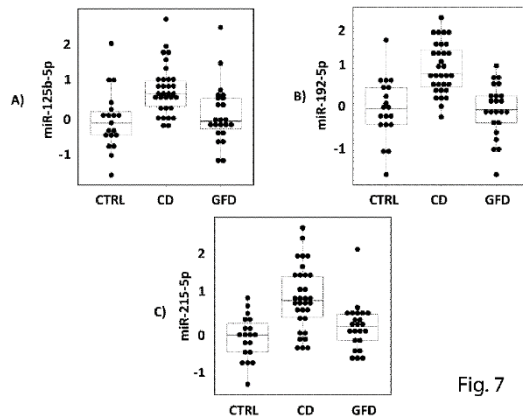 A)
miR-125b-5p
2
1
0
-1
CTRL CD GFD
B)
miR-192-5p
2
1
0
-1
CTRL CD GFD
C)
miR-215-5p
2
1
0
-1
CTRL CD GFD
Fig. 7